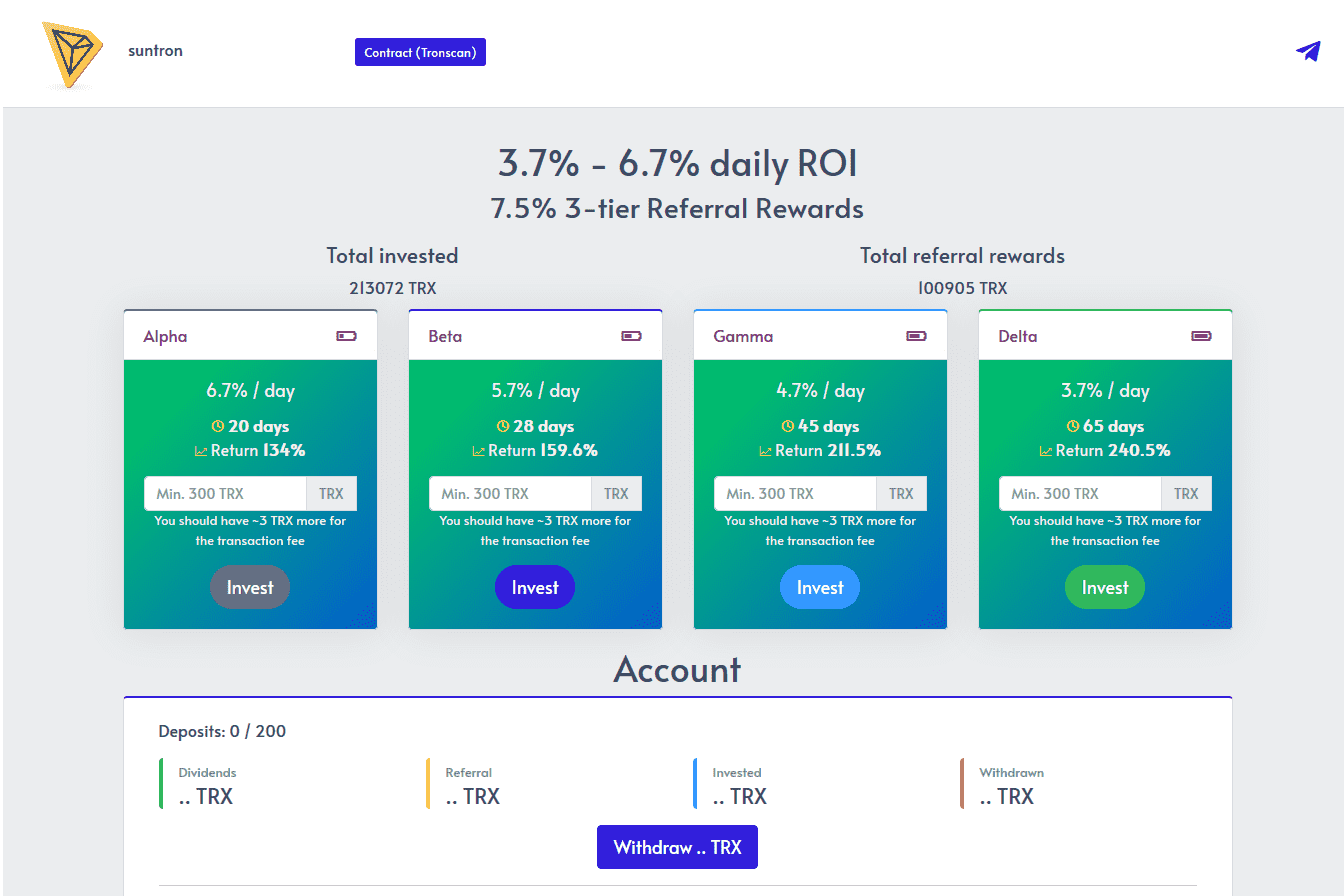 suntron
Contract (Tronscan)
3.7% - 6.7% daily ROI
7.5% 3-tier Referral Rewards
Total invested
213072 TRX
Total referral rewards
100905 TRX
Alpha
6.7% / day
20 days
Return 134%
Min. 300 TRX TRX
You should have ~3 TRX more for
the transaction fee
Invest
Beta
5.7% / day
28 days
Return 159.6%
Min. 300 TRX TRX
You should have ~3 TRX more for
the transaction fee
Invest
Gamma
4.7% / day
45 days
Return 211.5%
Min. 300 TRX TRX
You should have ~3 TRX more for
the transaction fee
Invest
Delta
3.7% / day
65 days
Return 240.5%
Min. 300 TRX TRX
You should have ~3 TRX more for
the transaction fee
Invest
Account
Deposits: 0 / 200
Dividends
.. TRX
Referral
.. TRX
Invested
.. TRX
Withdrawn
.. TRX
Withdraw .. TRX